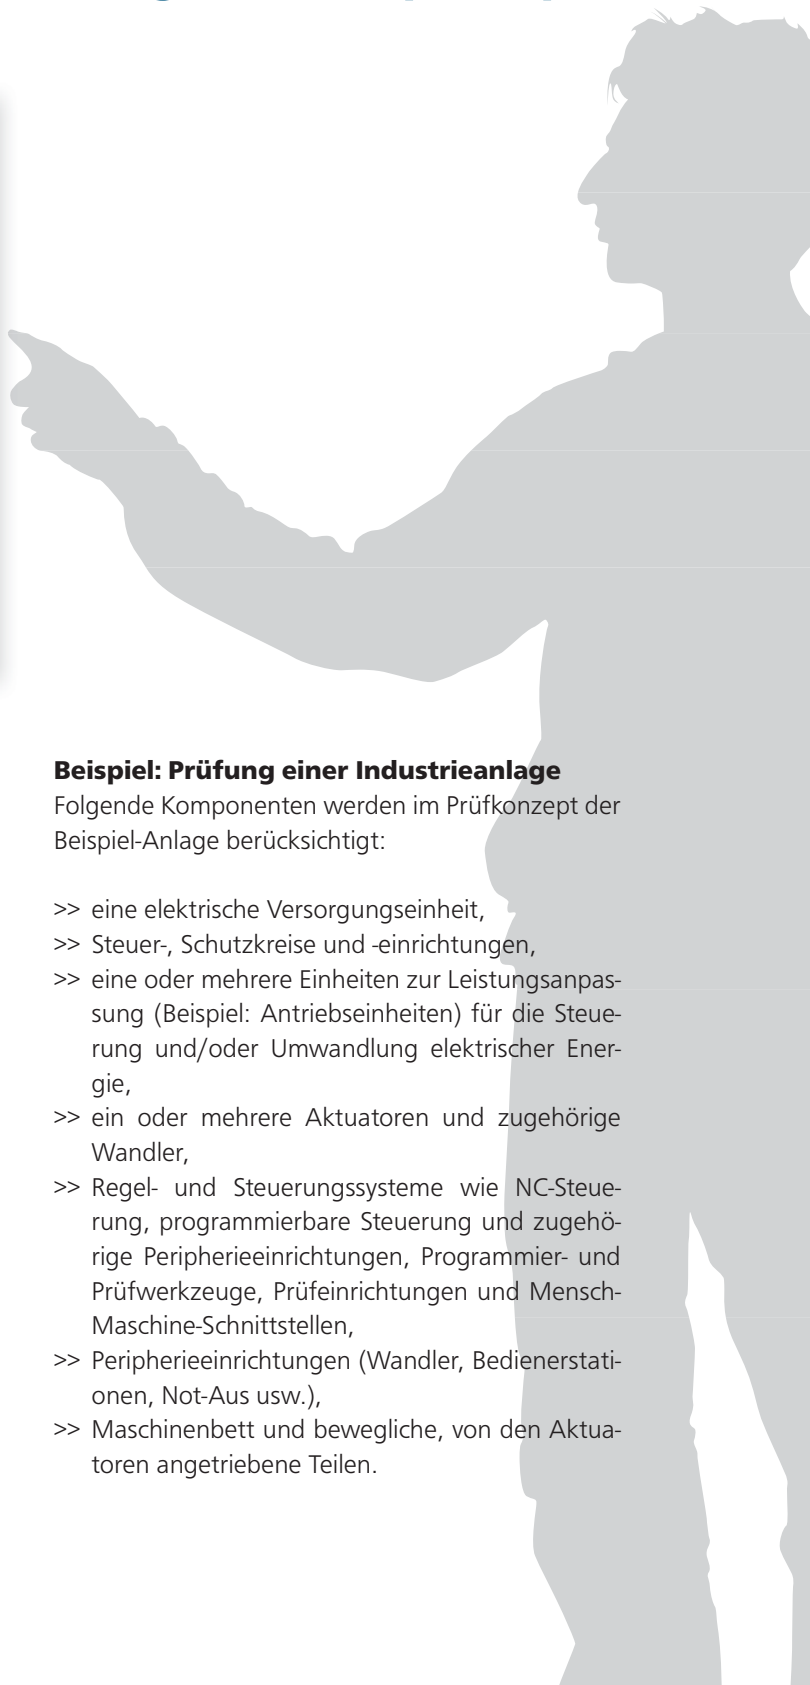 Beispiel: Prüfung einer Industrieanlage
Folgende Komponenten werden im Prüfkonzept der
Beispiel-Anlage berücksichtigt:
>> eine elektrische Versorgungseinheit,
>> Steuer-, Schutzkreise und -einrichtungen,
>> eine oder mehrere Einheiten zur Leistungsanpas-
sung (Beispiel: Antriebseinheiten) für die Steue-
rung und/oder Umwandlung elektrischer Ener-
gie,
>> ein oder mehrere Aktuatoren und zugehörige
Wandler,
>> Regel- und Steuerungssysteme wie NC-Steue-
rung, programmierbare Steuerung und zugehö-
rige Peripherieeinrichtungen, Programmier- und
Prüfwerkzeuge, Prüfeinrichtungen und Mensch-
Maschine-Schnittstellen,
>> Peripherieeinrichtungen (Wandler, Bedienerstati-
onen, Not-Aus usw.),
>> Maschinenbett und bewegliche, von den Aktua-
toren angetriebene Teilen.